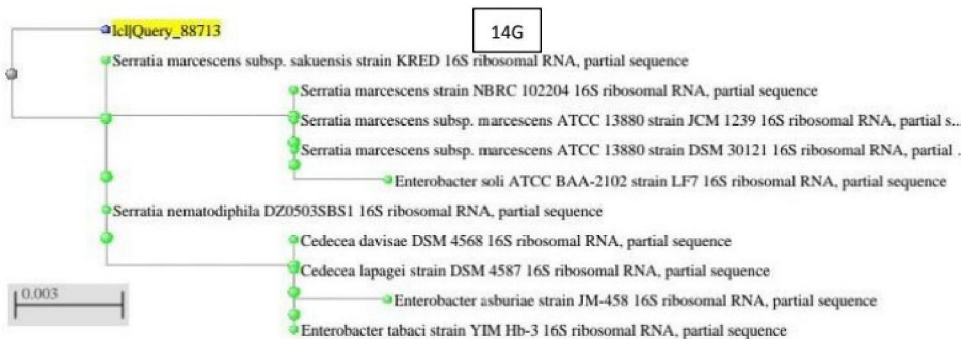 lcl|Query_88713
14G
Serratia marcescens subsp. sakuensis strain KRED 16S ribosomal RNA, partial sequence
Serratia marcescens strain NBRC 102204 16S ribosomal RNA, partial sequence
Serratia marcescens subsp. marcescens ATCC 13880 strain JCM 1239 16S ribosomal RNA, partial s...
Serratia marcescens subsp. marcescens ATCC 13880 strain DSM 30121 16S ribosomal RNA, partial .
Enterobacter soli ATCC BAA-2102 strain LF7 16S ribosomal RNA, partial sequence
Serratia nematodiphila DZ0503SBS1 16S ribosomal RNA, partial sequence
Cedecea davisae DSM 4568 16S ribosomal RNA, partial sequence
Cedecea lapagei strain DSM 4587 16S ribosomal RNA, partial sequence
0.003
Enterobacter asburiae strain JM-458 16S ribosomal RNA, partial sequence
Enterobacter tabaci strain YIM Hb-3 16S ribosomal RNA, partial sequence